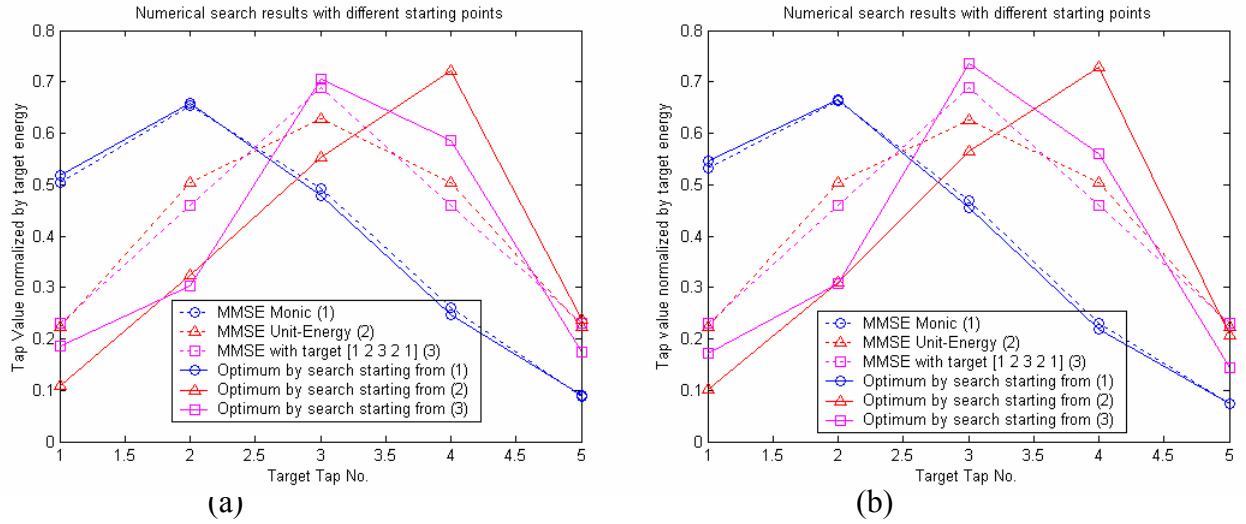 Numerical search results with different starting points
0.8
0.7
0.6
0.5
0.4
0.3
0.2
0.1
0
Tap Value normalized by target energy
MMSE Monic (1)
MMSE Unit-Energy (2)
MMSE with target [1 2 3 2 1] (3)
Optimum by search starting from (1)
Optimum by search starting from (2)
Optimum by search starting from (3)
1 1.5 2 2.5 3 3.5 4 4.5 5
Target Tap No.
(a)
Numerical search results with different starting points
0.8
0.7
0.6
0.5
0.4
0.3
0.2
0.1
0
Tap Value normalized by target energy
MMSE Monic (1)
MMSE Unit-Energy (2)
MMSE with target [1 2 3 2 1] (3)
Optimum by search starting from (1)
Optimum by search starting from (2)
Optimum by search starting from (3)
1 1.5 2 2.5 3 3.5 4 4.5 5
Target Tap No.
(b)